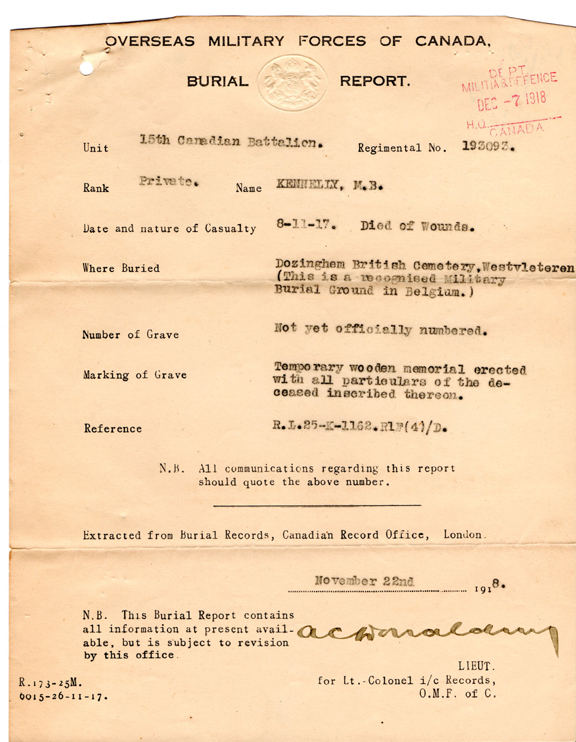 OVERSEAS MILITARY FORCES OF CANADA.
BURIAL REPORT.
DEPT.
MILITIA & DEFENCE
DEC -7 1918
H.Q.
CANADA
Unit 15th Canadian Battalion. Regimental No. 193093.
Rank Private. Name KENNELLY, M.B.
Date and nature of Casualty 8-11-17. Died of Wounds.
Where Buried Dozinghem British Cemetery, Westvleteren
(This is a recognised Military
Burial Ground in Belgium.)
Number of Grave Not yet officially numbered.
Marking of Grave Temporary wooden memorial erected
with all particulars of the de-
ceased inscribed thereon.
Reference R.L.25-K-1162.R1F(4)/D.
N.B. All communications regarding this report
should quote the above number.
Extracted from Burial Records, Canadian Record Office, London.
November 22nd 1918.
N.B. This Burial Report contains
all information at present avail-
able, but is subject to revision
by this office.
LIEUT.
for Lt.-Colonel i/c Records,
O.M.F. of C.
R.173-25M.
6015-26-11-17.